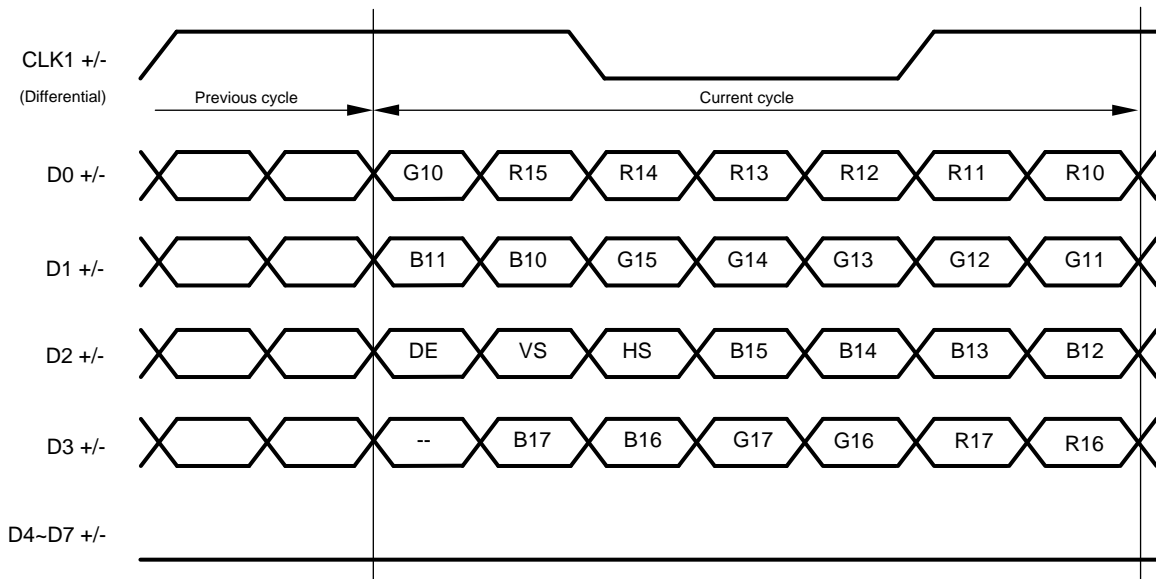 CLK1 +/-
(Differential)
Previous cycle
Current cycle
D0 +/-
G10 R15 R14 R13 R12 R11 R10
D1 +/-
B11 B10 G15 G14 G13 G12 G11
D2 +/-
DE VS HS B15 B14 B13 B12
D3 +/-
-- B17 B16 G17 G16 R17 R16
D4~D7 +/-